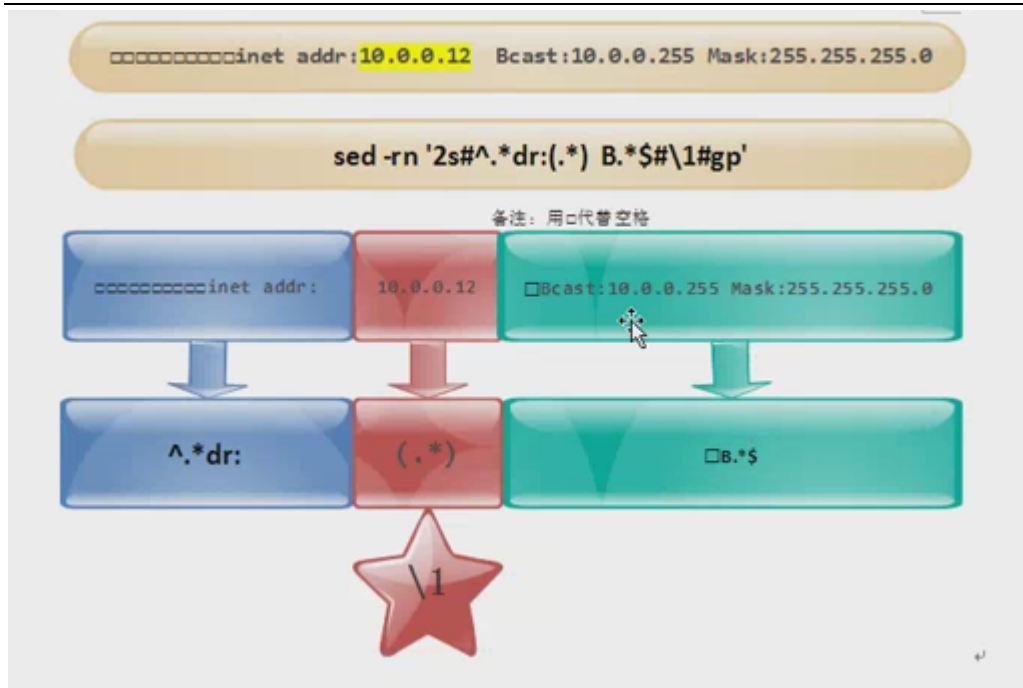 □□□□□□□□□□inet addr:10.0.0.12  Bcast:10.0.0.255 Mask:255.255.255.0
sed -rn '2s#^.*dr:(.*) B.*$#\1#gp'
备注：用□代替空格
□□□□□□□□□□inet addr:
10.0.0.12
□Bcast:10.0.0.255 Mask:255.255.255.0
^.*dr:
(.*)
□B.*$
\1